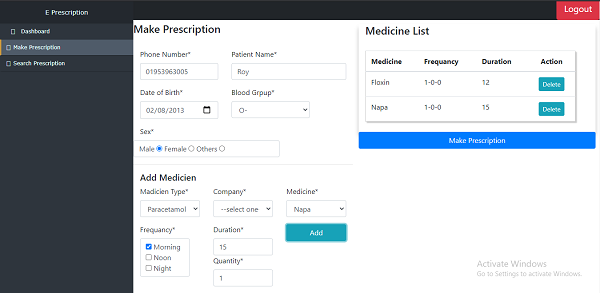 E Prescription
Logout
Dashboard
Make Prescription
Search Prescription
Make Prescription
Phone Number* Patient Name*
01953963005 Roy
Date of Birth* Blood Grpup*
02/08/2013 O-
Sex*
Male Female Others
Add Medicien
Madicien Type* Company* Medicine*
Paracetamol --select one Napa
Frequancy* Duration* Add
Morning 15
Noon Quantity*
Night 1
Medicine List
Medicine Frequancy Duration Action
Floxin 1-0-0 12 Delete
Napa 1-0-0 15 Delete
Make Prescription
Activate Windows
Go to Settings to activate Windows.